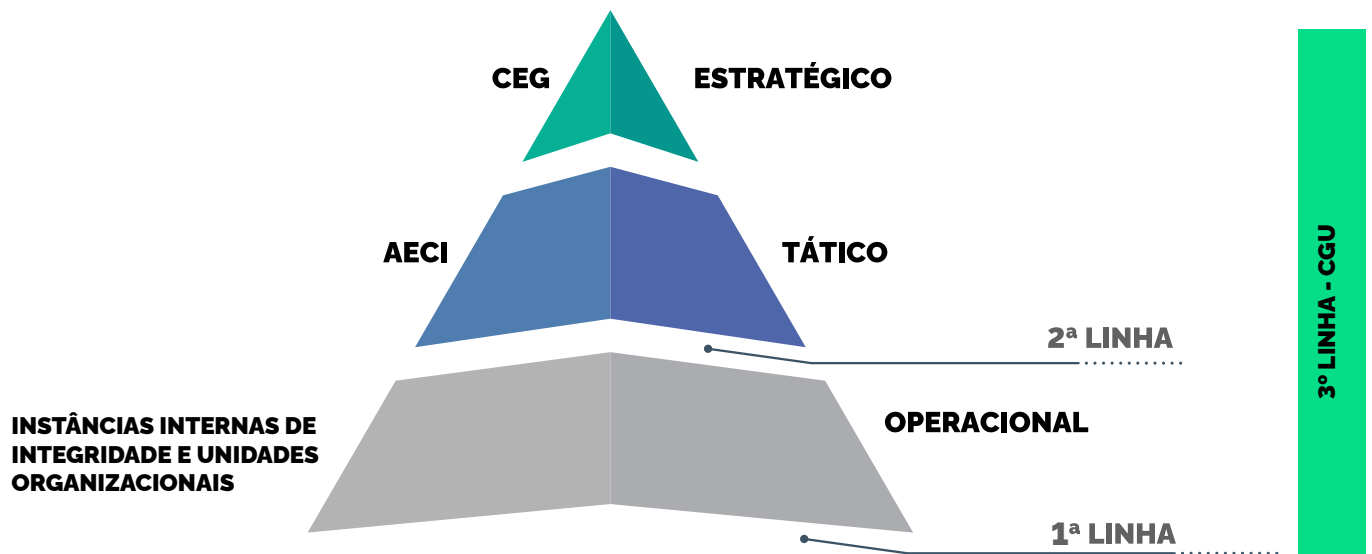 CEG
ESTRATÉGICO
AECI
TÁTICO
2ª LINHA
INSTÂNCIAS INTERNAS DE
INTEGRIDADE E UNIDADES
ORGANIZACIONAIS
OPERACIONAL
1ª LINHA
3º LINHA - CGU